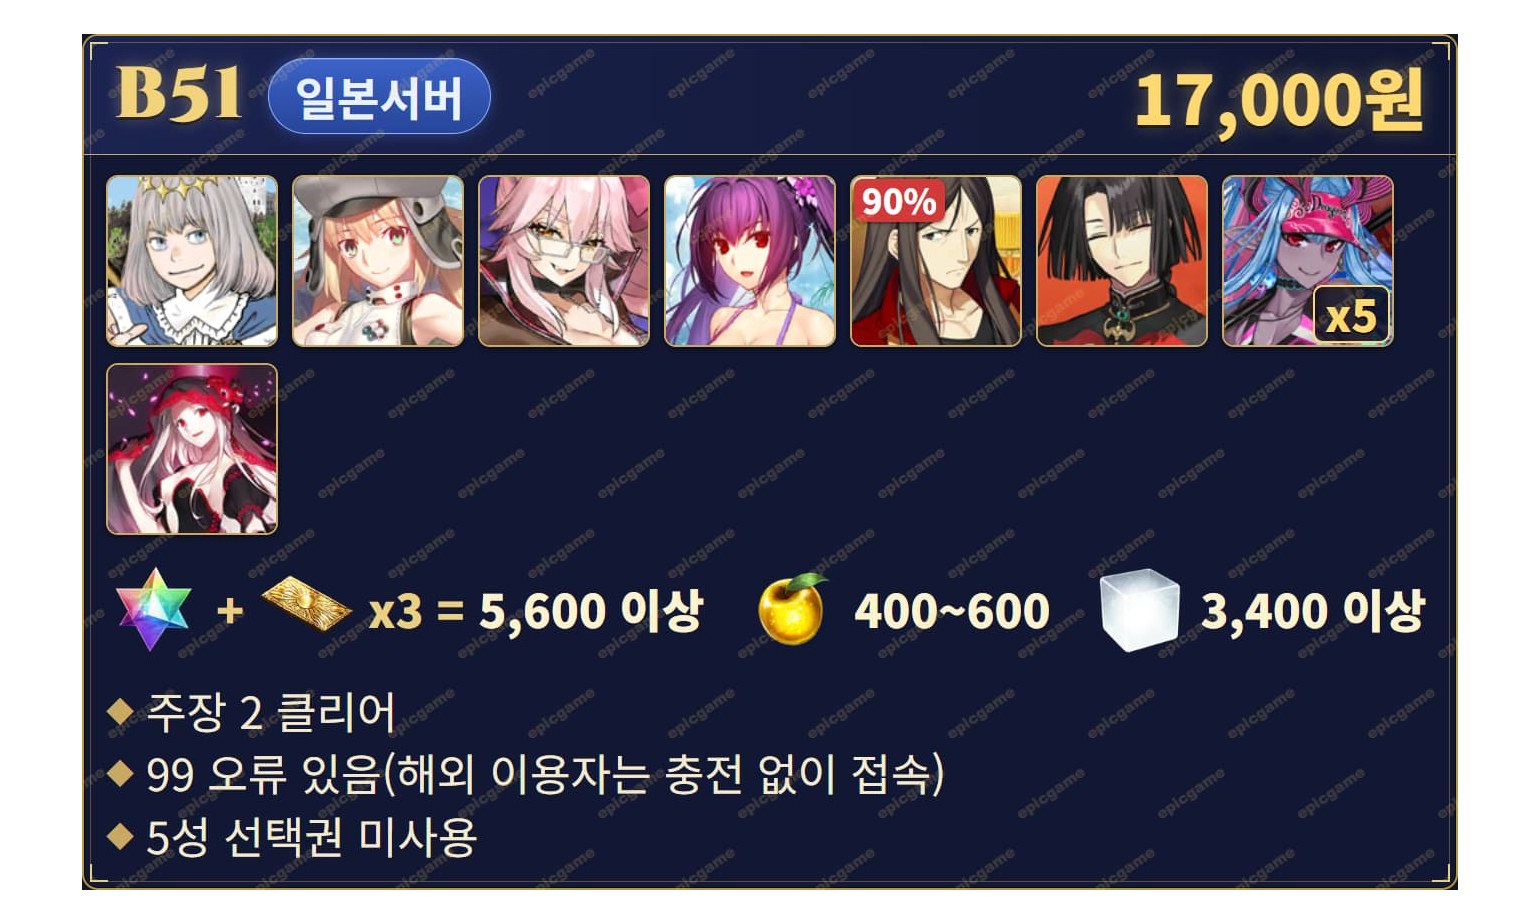 B51 일본서버 17,000원
90%
x5
+ x3 = 5,600 이상 400~600 3,400 이상
◆ 주장 2 클리어
◆ 99 오류 있음(해외 이용자는 충전 없이 접속)
◆ 5성 선택권 미사용
epicgame